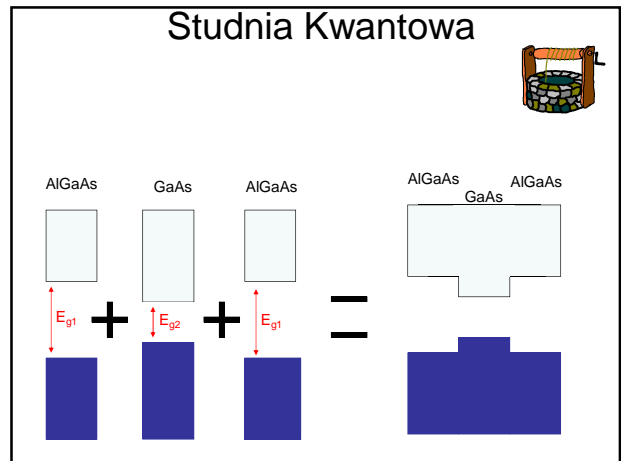 Studnia Kwantowa
AlGaAs
GaAs
AlGaAs
AlGaAs
GaAs
AlGaAs
Eg1
+
Eg2
+
Eg1
=